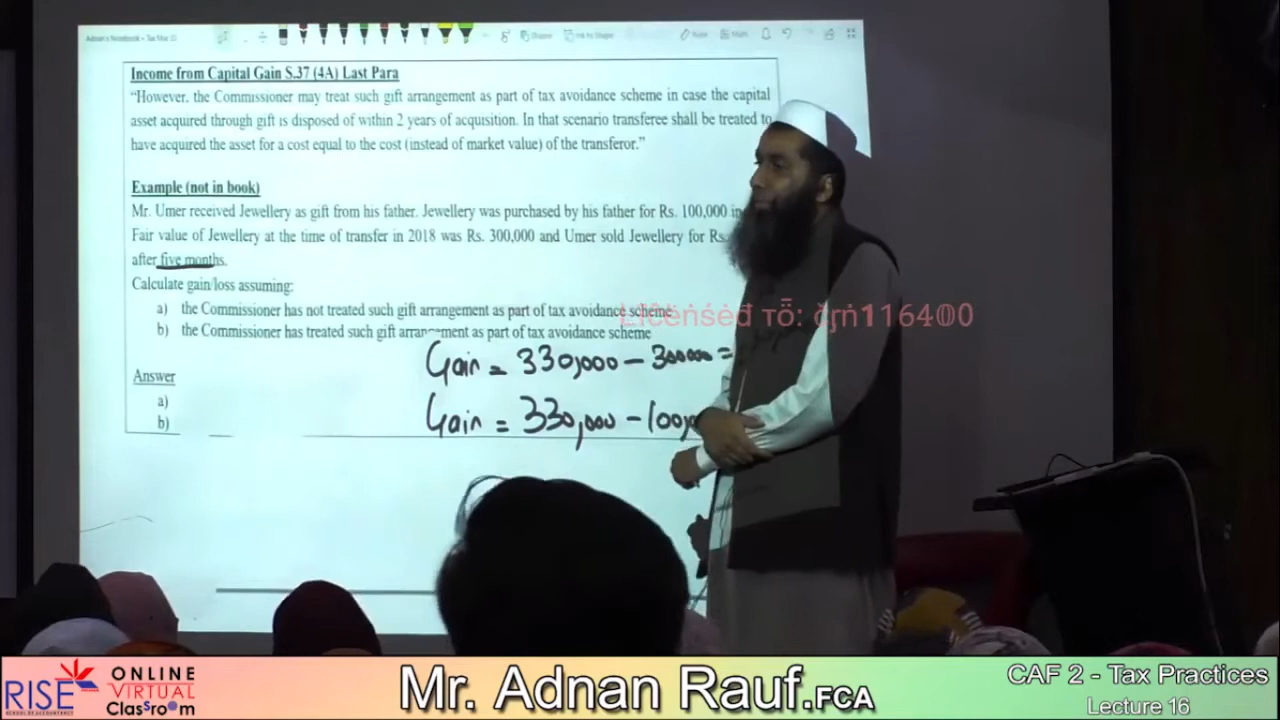 Adnan's Notebook - Tax Mar 21
Income from Capital Gain S.37 (4A) Last Para
"However, the Commissioner may treat such gift arrangement as part of tax avoidance scheme in case the capital
asset acquired through gift is disposed of within 2 years of acquisition. In that scenario transferee shall be treated to
have acquired the asset for a cost equal to the cost (instead of market value) of the transferor."
Example (not in book)
Mr. Umer received Jewellery as gift from his father. Jewellery was purchased by his father for Rs. 100,000 in
Fair value of Jewellery at the time of transfer in 2018 was Rs. 300,000 and Umer sold Jewellery for Rs.
after five months.
Calculate gain/loss assuming:
a) the Commissioner has not treated such gift arrangement as part of tax avoidance scheme
b) the Commissioner has treated such gift arrangement as part of tax avoidance scheme
Gain = 330,000 - 300000 =
Answer
a)
b) Gain = 330,000 - 100,
RISE
ONLINE
VIRTUAL
Classroom
Mr. Adnan Rauf.FCA
CAF 2 - Tax Practices
Lecture 16